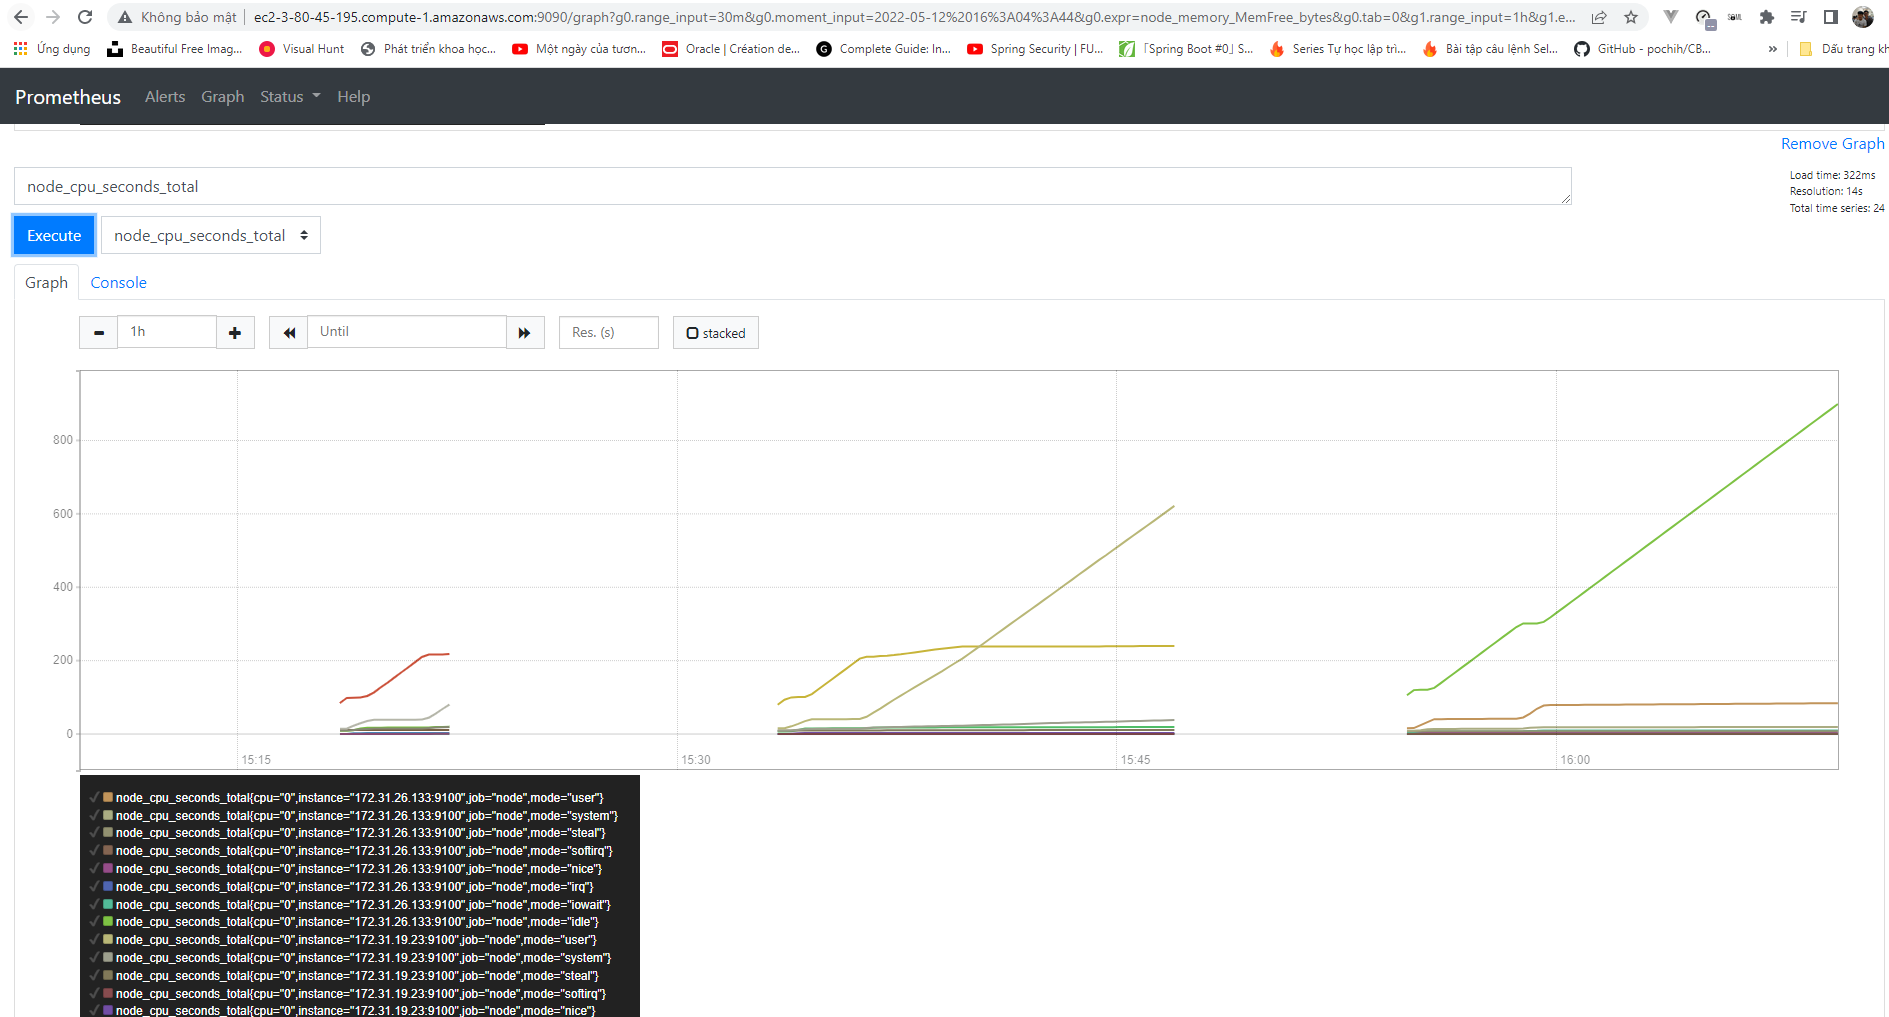 Không bảo mật ec2-3-80-45-195.compute-1.amazonaws.com:9090/graph?g0.range_input=30m&g0.moment_input=2022-05-12%2016%3A04%3A44&g0.expr=node_memory_MemFree_bytes&g0.tab=0&g1.range_input=1h&g1.e...
Ứng dụng Beautiful Free Imag... Visual Hunt Phát triển khoa học... Một ngày của tươn... Oracle | Création de... Complete Guide: In... Spring Security | FU... 「Spring Boot #0」S... Series Tự học lập trì... Bài tập câu lệnh Sel... GitHub - pochih/CB... » Dấu trang kh
Prometheus Alerts Graph Status Help
Remove Graph
node_cpu_seconds_total
Load time: 322ms
Resolution: 14s
Total time series: 24
Execute node_cpu_seconds_total
Graph Console
1h Until Res. (s) stacked
800
600
400
200
0
15:15 15:30 15:45 16:00
node_cpu_seconds_total{cpu="0",instance="172.31.26.133:9100",job="node",mode="user"}
node_cpu_seconds_total{cpu="0",instance="172.31.26.133:9100",job="node",mode="system"}
node_cpu_seconds_total{cpu="0",instance="172.31.26.133:9100",job="node",mode="steal"}
node_cpu_seconds_total{cpu="0",instance="172.31.26.133:9100",job="node",mode="softirq"}
node_cpu_seconds_total{cpu="0",instance="172.31.26.133:9100",job="node",mode="nice"}
node_cpu_seconds_total{cpu="0",instance="172.31.26.133:9100",job="node",mode="irq"}
node_cpu_seconds_total{cpu="0",instance="172.31.26.133:9100",job="node",mode="iowait"}
node_cpu_seconds_total{cpu="0",instance="172.31.26.133:9100",job="node",mode="idle"}
node_cpu_seconds_total{cpu="0",instance="172.31.19.23:9100",job="node",mode="user"}
node_cpu_seconds_total{cpu="0",instance="172.31.19.23:9100",job="node",mode="system"}
node_cpu_seconds_total{cpu="0",instance="172.31.19.23:9100",job="node",mode="steal"}
node_cpu_seconds_total{cpu="0",instance="172.31.19.23:9100",job="node",mode="softirq"}
node_cpu_seconds_total{cpu="0",instance="172.31.19.23:9100",job="node",mode="nice"}